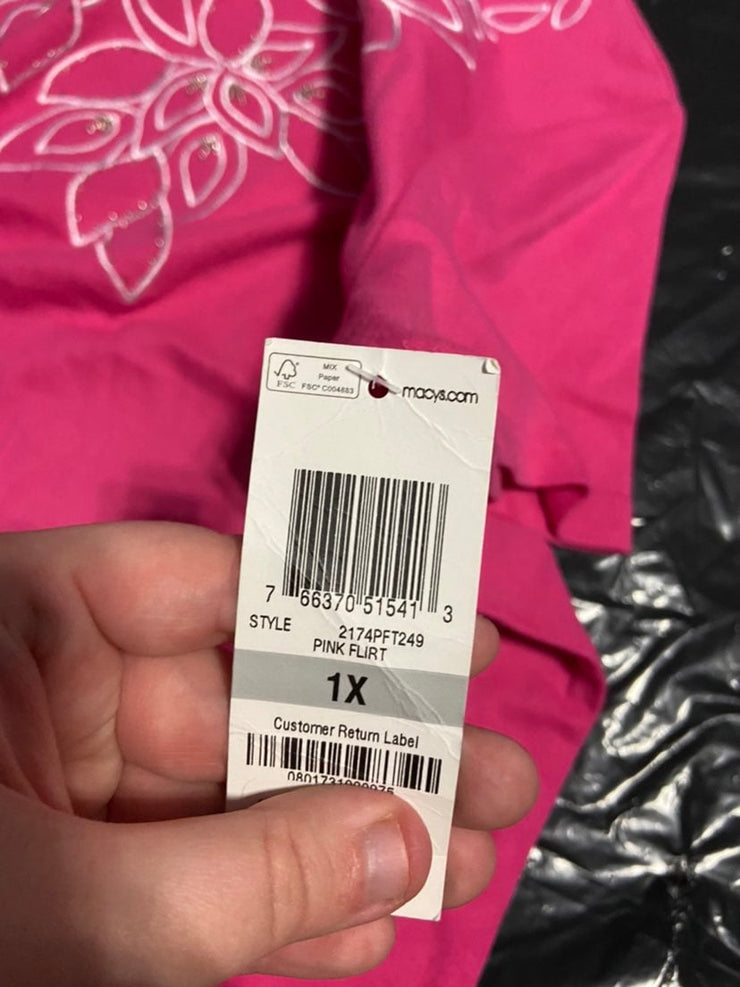 MIX
Paper
FSC® C004883
FSC
macys.com
7 66370 51541 3
STYLE 2174PFT249
PINK FLIRT
1X
Customer Return Label